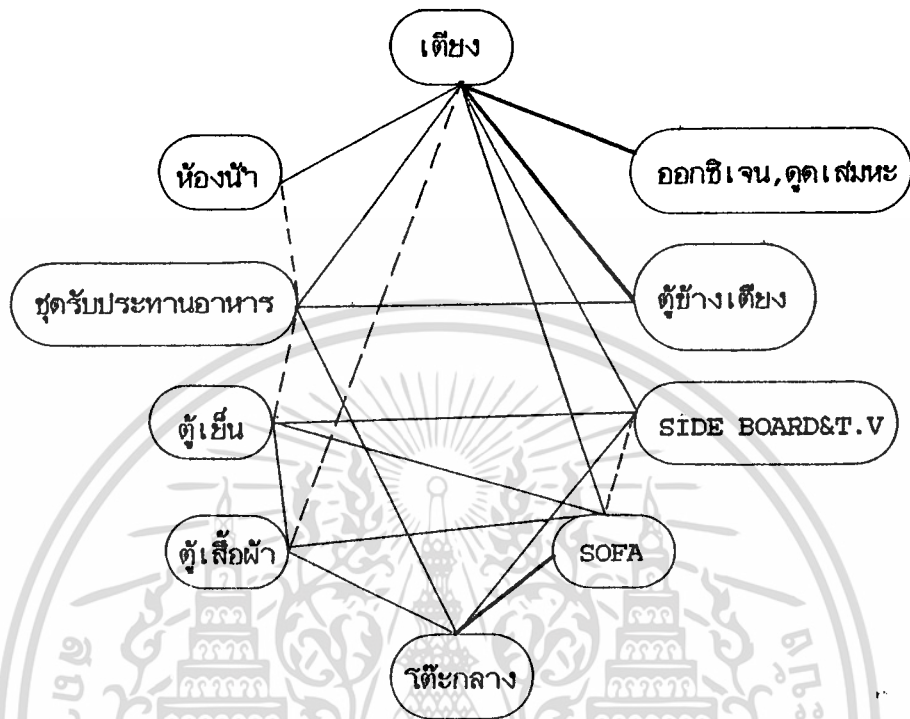 เตียง
ห้องน้ำ
ออกซิเจน,ดูดเสมหะ
ชุดรับประทานอาหาร
ตู้ข้างเตียง
ตู้เย็น
SIDE BOARD&T.V
ตู้เสื้อผ้า
SOFA
โต๊ะกลาง